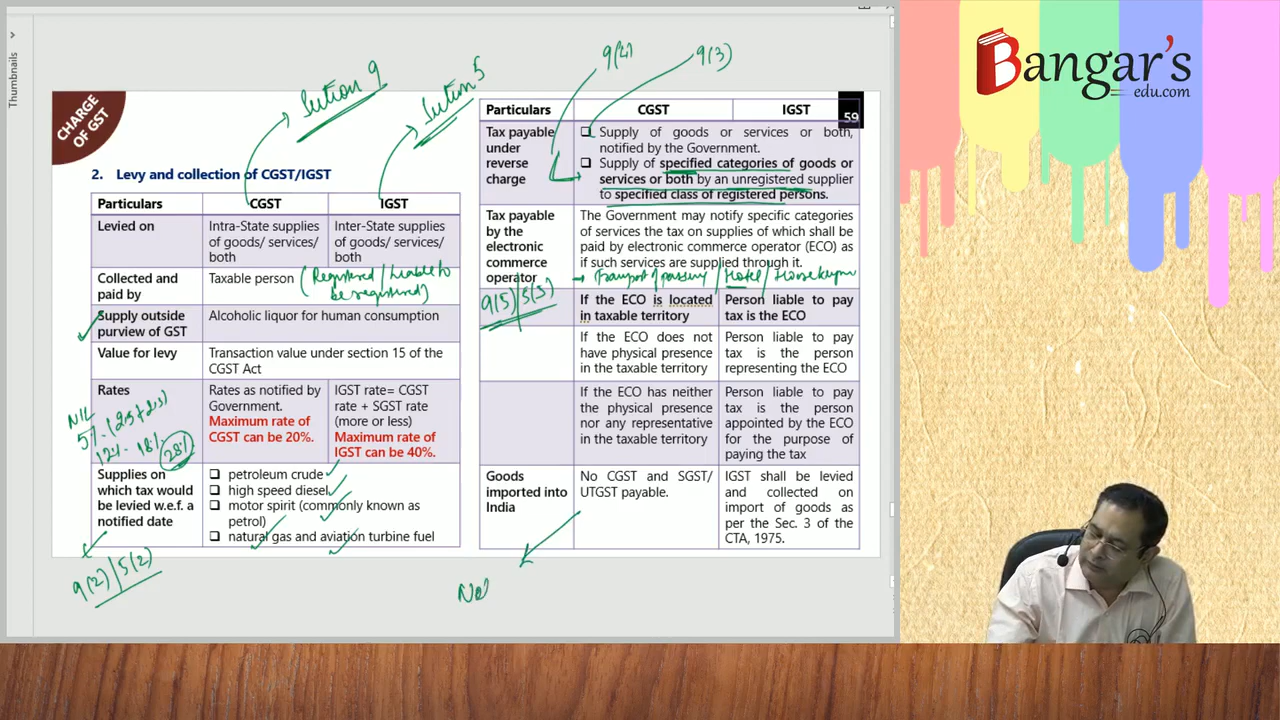 Thumbnails
Bangar's
edu.com
CHARGE
OF GST
Section 9
Section 5
9(4)
9(3)
2. Levy and collection of CGST/IGST
Particulars CGST IGST
Levied on Intra-State supplies of goods/ services/ both Inter-State supplies of goods/ services/ both
Collected and paid by Taxable person (Registered / Liable to be registered)
Supply outside purview of GST Alcoholic liquor for human consumption
Value for levy Transaction value under section 15 of the CGST Act
Rates Rates as notified by Government. Maximum rate of CGST can be 20%. IGST rate= CGST rate + SGST rate (more or less) Maximum rate of IGST can be 40%.
NIL
5%
12% - 18%
28%
Supplies on which tax would be levied w.e.f. a notified date
petroleum crude
high speed diesel
motor spirit (commonly known as petrol)
natural gas and aviation turbine fuel
9(2) / 5(2)
59
Particulars CGST IGST
Tax payable under reverse charge
Supply of goods or services or both, notified by the Government.
Supply of specified categories of goods or services or both by an unregistered supplier to specified class of registered persons.
Tax payable by the electronic commerce operator The Government may notify specific categories of services the tax on supplies of which shall be paid by electronic commerce operator (ECO) as if such services are supplied through it.
Transport / / Hotel / Housekeeping
9(5) / 5(5)
If the ECO is located in taxable territory Person liable to pay tax is the ECO
If the ECO does not have physical presence in the taxable territory Person liable to pay tax is the person representing the ECO
If the ECO has neither the physical presence nor any representative in the taxable territory Person liable to pay tax is the person appointed by the ECO for the purpose of paying the tax
Goods imported into India No CGST and SGST/ UTGST payable. IGST shall be levied and collected on import of goods as per the Sec. 3 of the CTA, 1975.